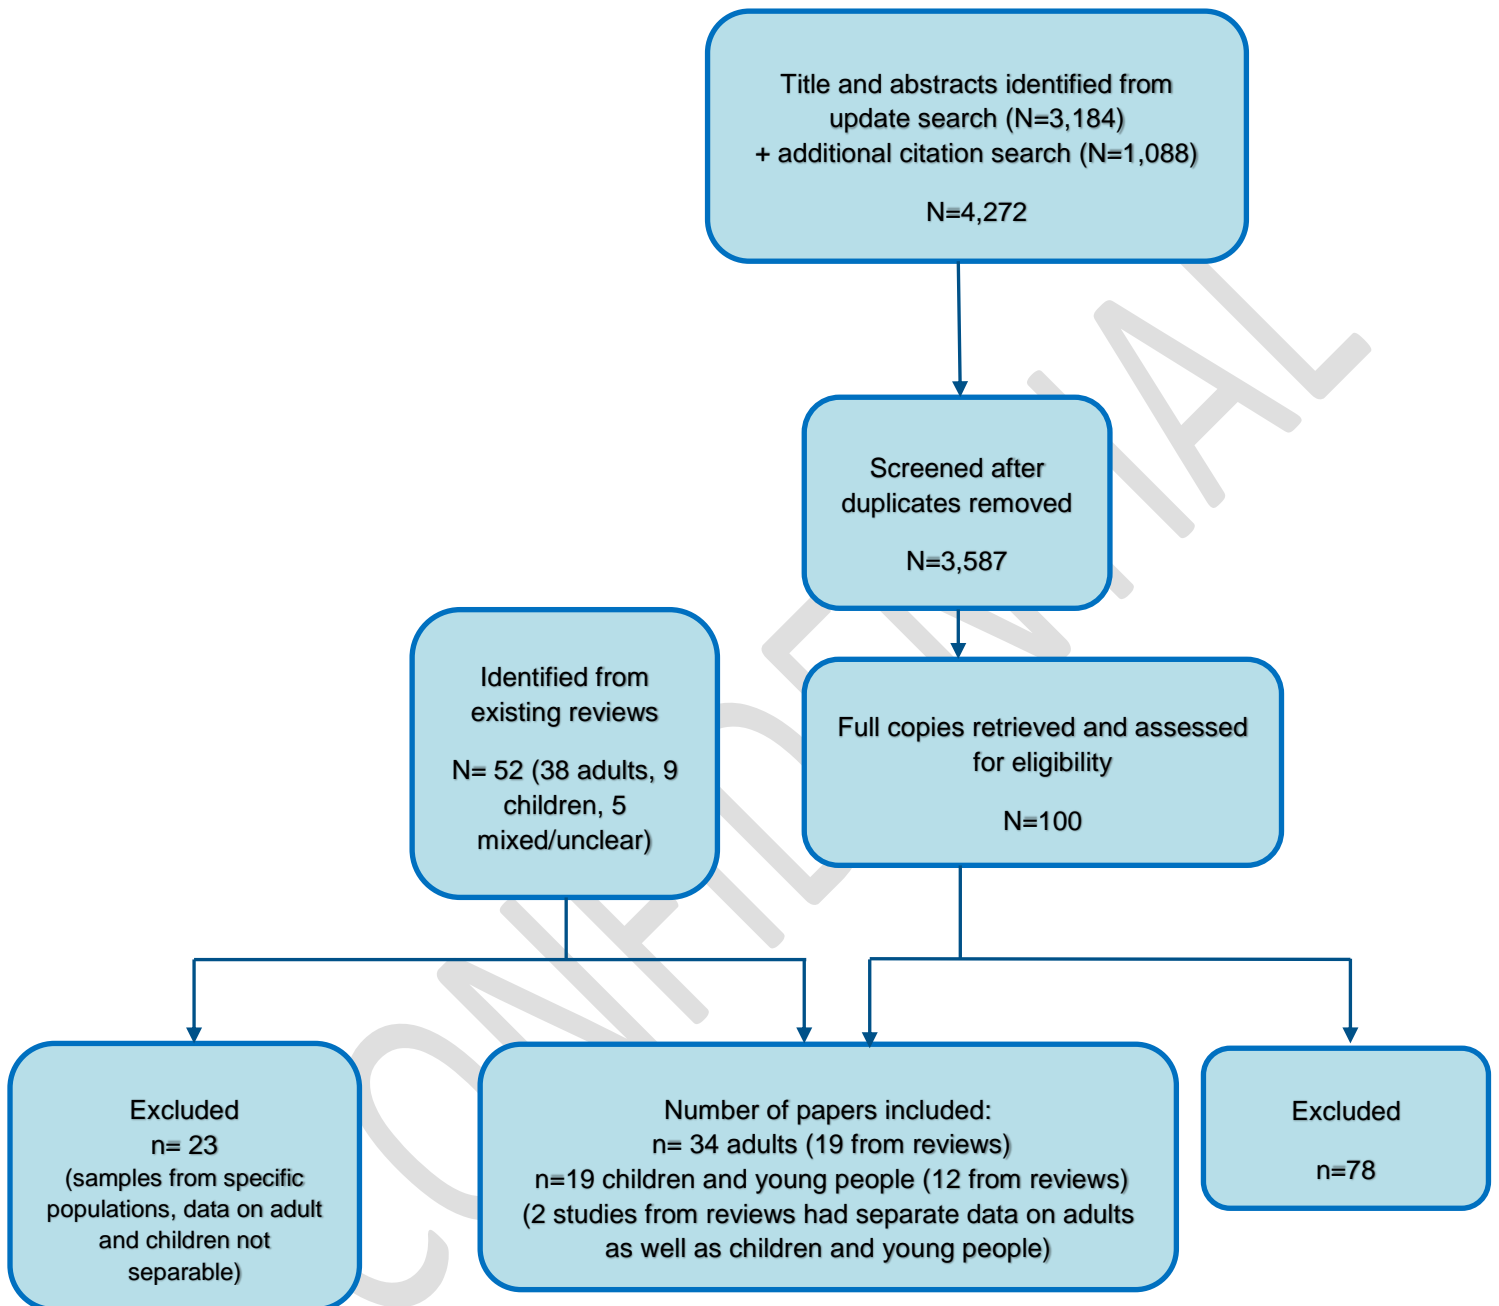 Title and abstracts identified from
update search (N=3,184)
+ additional citation search (N=1,088)
N=4,272
Screened after
duplicates removed
N=3,587
Identified from
existing reviews
N= 52 (38 adults, 9
children, 5
mixed/unclear)
Full copies retrieved and assessed
for eligibility
N=100
Excluded
n= 23
(samples from specific
populations, data on adult
and children not
separable)
Number of papers included:
n= 34 adults (19 from reviews)
n=19 children and young people (12 from reviews)
(2 studies from reviews had separate data on adults
as well as children and young people)
Excluded
n=78
CONFIDENTIAL